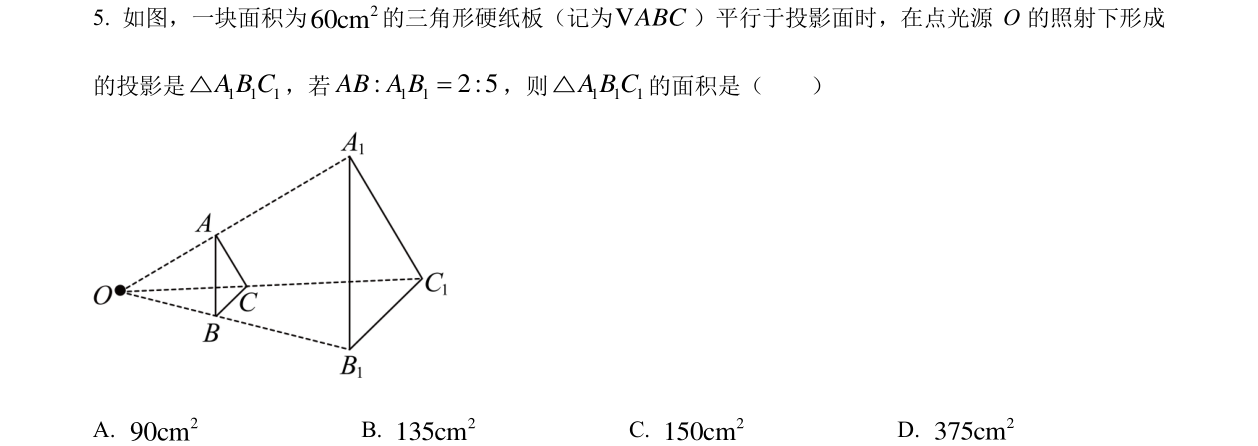 5. 如图，一块面积为60cm²的三角形硬纸板（记为VABC）平行于投影面时，在点光源 O 的照射下形成
的投影是△A₁B₁C₁，若 AB : A₁B₁ = 2 : 5，则△A₁B₁C₁的面积是（　　）
A₁
A
O
C
C₁
B
B₁
A. 90cm² B. 135cm² C. 150cm² D. 375cm²